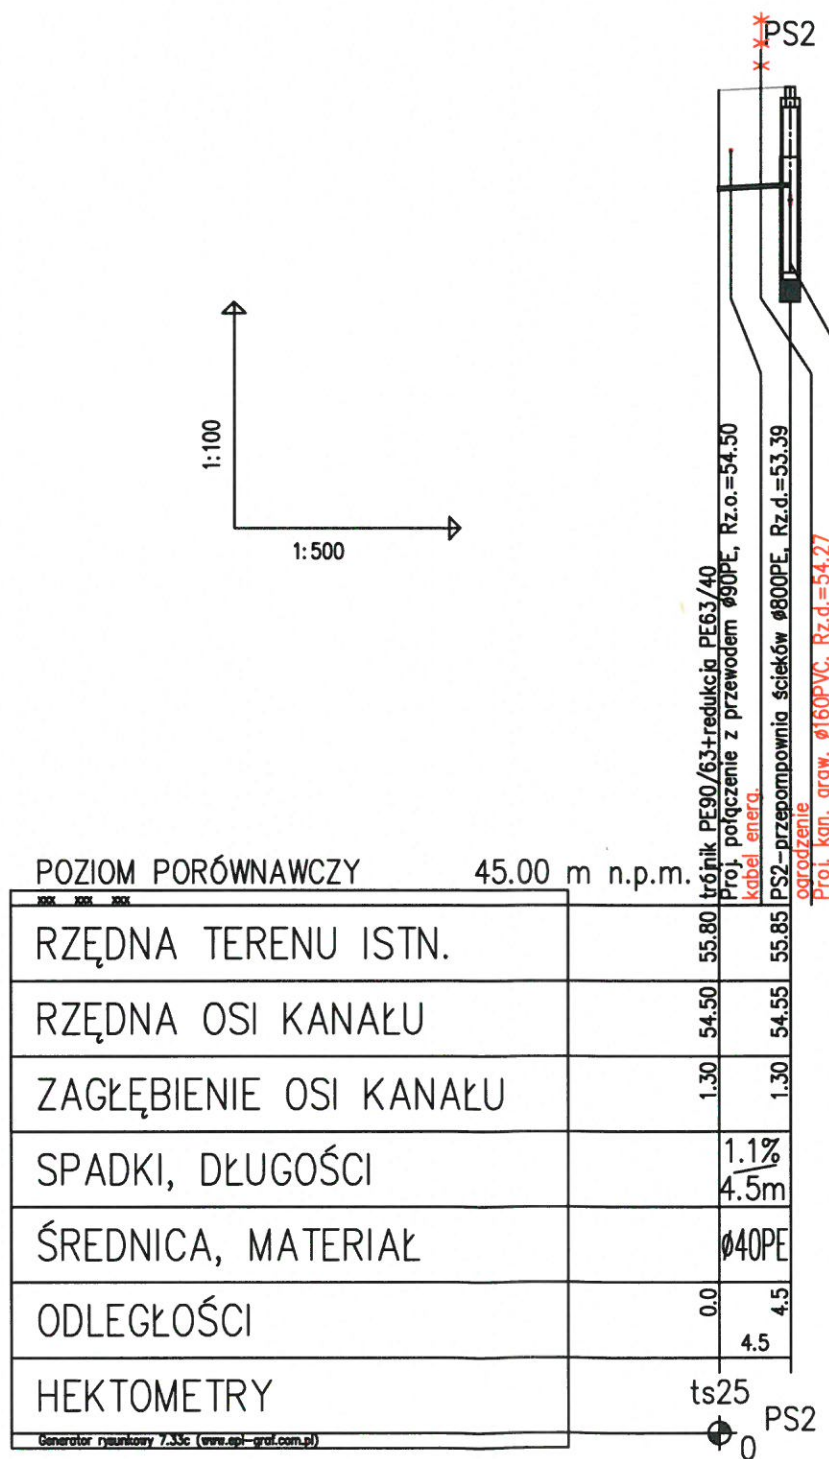 PS2
1:100
1:500
trójnik PE90/63+redukcja PE63/40
Proj. połączenie z przewodem ø90PE, Rz.o.=54.50
kabel energ.
PS2-przepompownia ścieków ø800PE, Rz.d.=53.39
ogrodzenie
Proj. kan. graw. ø160PVC, Rz.d.=54.27
POZIOM PORÓWNAWCZY 45.00 m n.p.m.
xxx xxx xxx
RZĘDNA TERENU ISTN. 55.80 55.85
RZĘDNA OSI KANAŁU 54.50 54.55
ZAGŁĘBIENIE OSI KANAŁU 1.30 1.30
SPADKI, DŁUGOŚCI 1.1%
4.5m
ŚREDNICA, MATERIAŁ ø40PE
ODLEGŁOŚCI 0.0 4.5
4.5
HEKTOMETRY ts25
PS2
0
Generator rysunkowy 7.33c (www.epi-graf.com.pl)